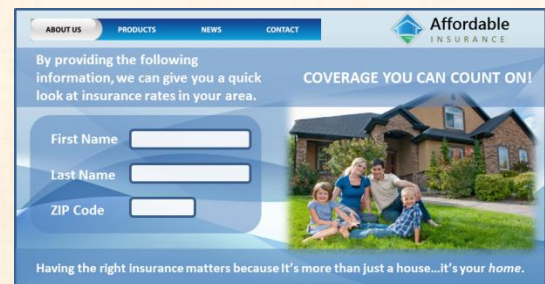 ABOUT US PRODUCTS NEWS CONTACT
Affordable
INSURANCE
By providing the following
information, we can give you a quick
look at insurance rates in your area.
COVERAGE YOU CAN COUNT ON!
First Name
Last Name
ZIP Code
Having the right insurance matters because It's more than just a house...it's your home.